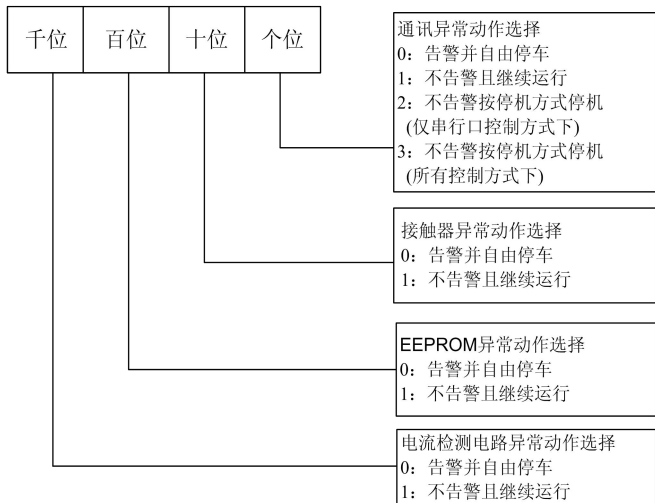 千位 百位 十位 个位
通讯异常动作选择
0：告警并自由停车
1：不告警且继续运行
2：不告警按停机方式停机
(仅串行口控制方式下)
3：不告警按停机方式停机
(所有控制方式下)
接触器异常动作选择
0：告警并自由停车
1：不告警且继续运行
EEPROM异常动作选择
0：告警并自由停车
1：不告警且继续运行
电流检测电路异常动作选择
0：告警并自由停车
1：不告警且继续运行